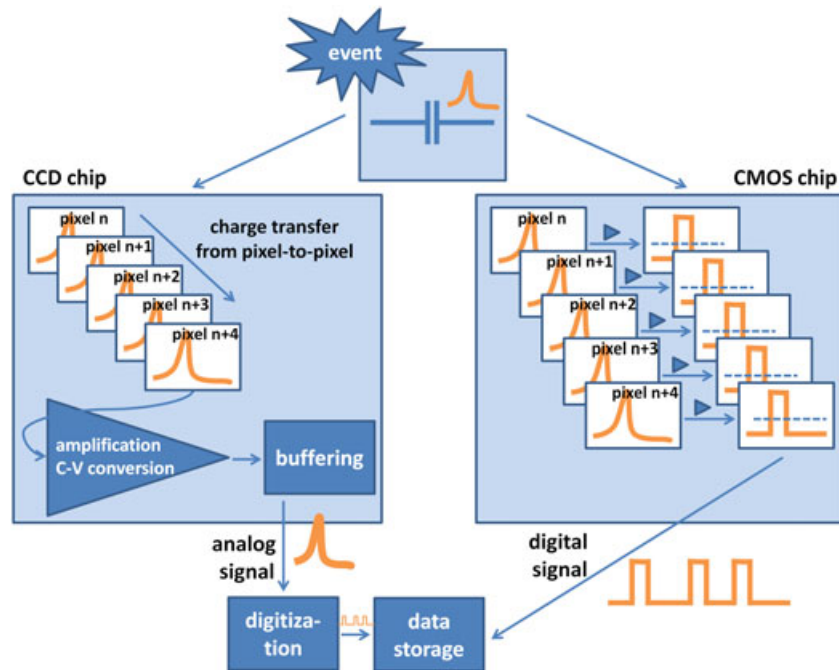 event
CCD chip
CMOS chip
pixel n
pixel n+1
pixel n+2
pixel n+3
pixel n+4
charge transfer
from pixel-to-pixel
amplification
C-V conversion
buffering
pixel n
pixel n+1
pixel n+2
pixel n+3
pixel n+4
analog
signal
digital
signal
digitiza-
tion
data
storage